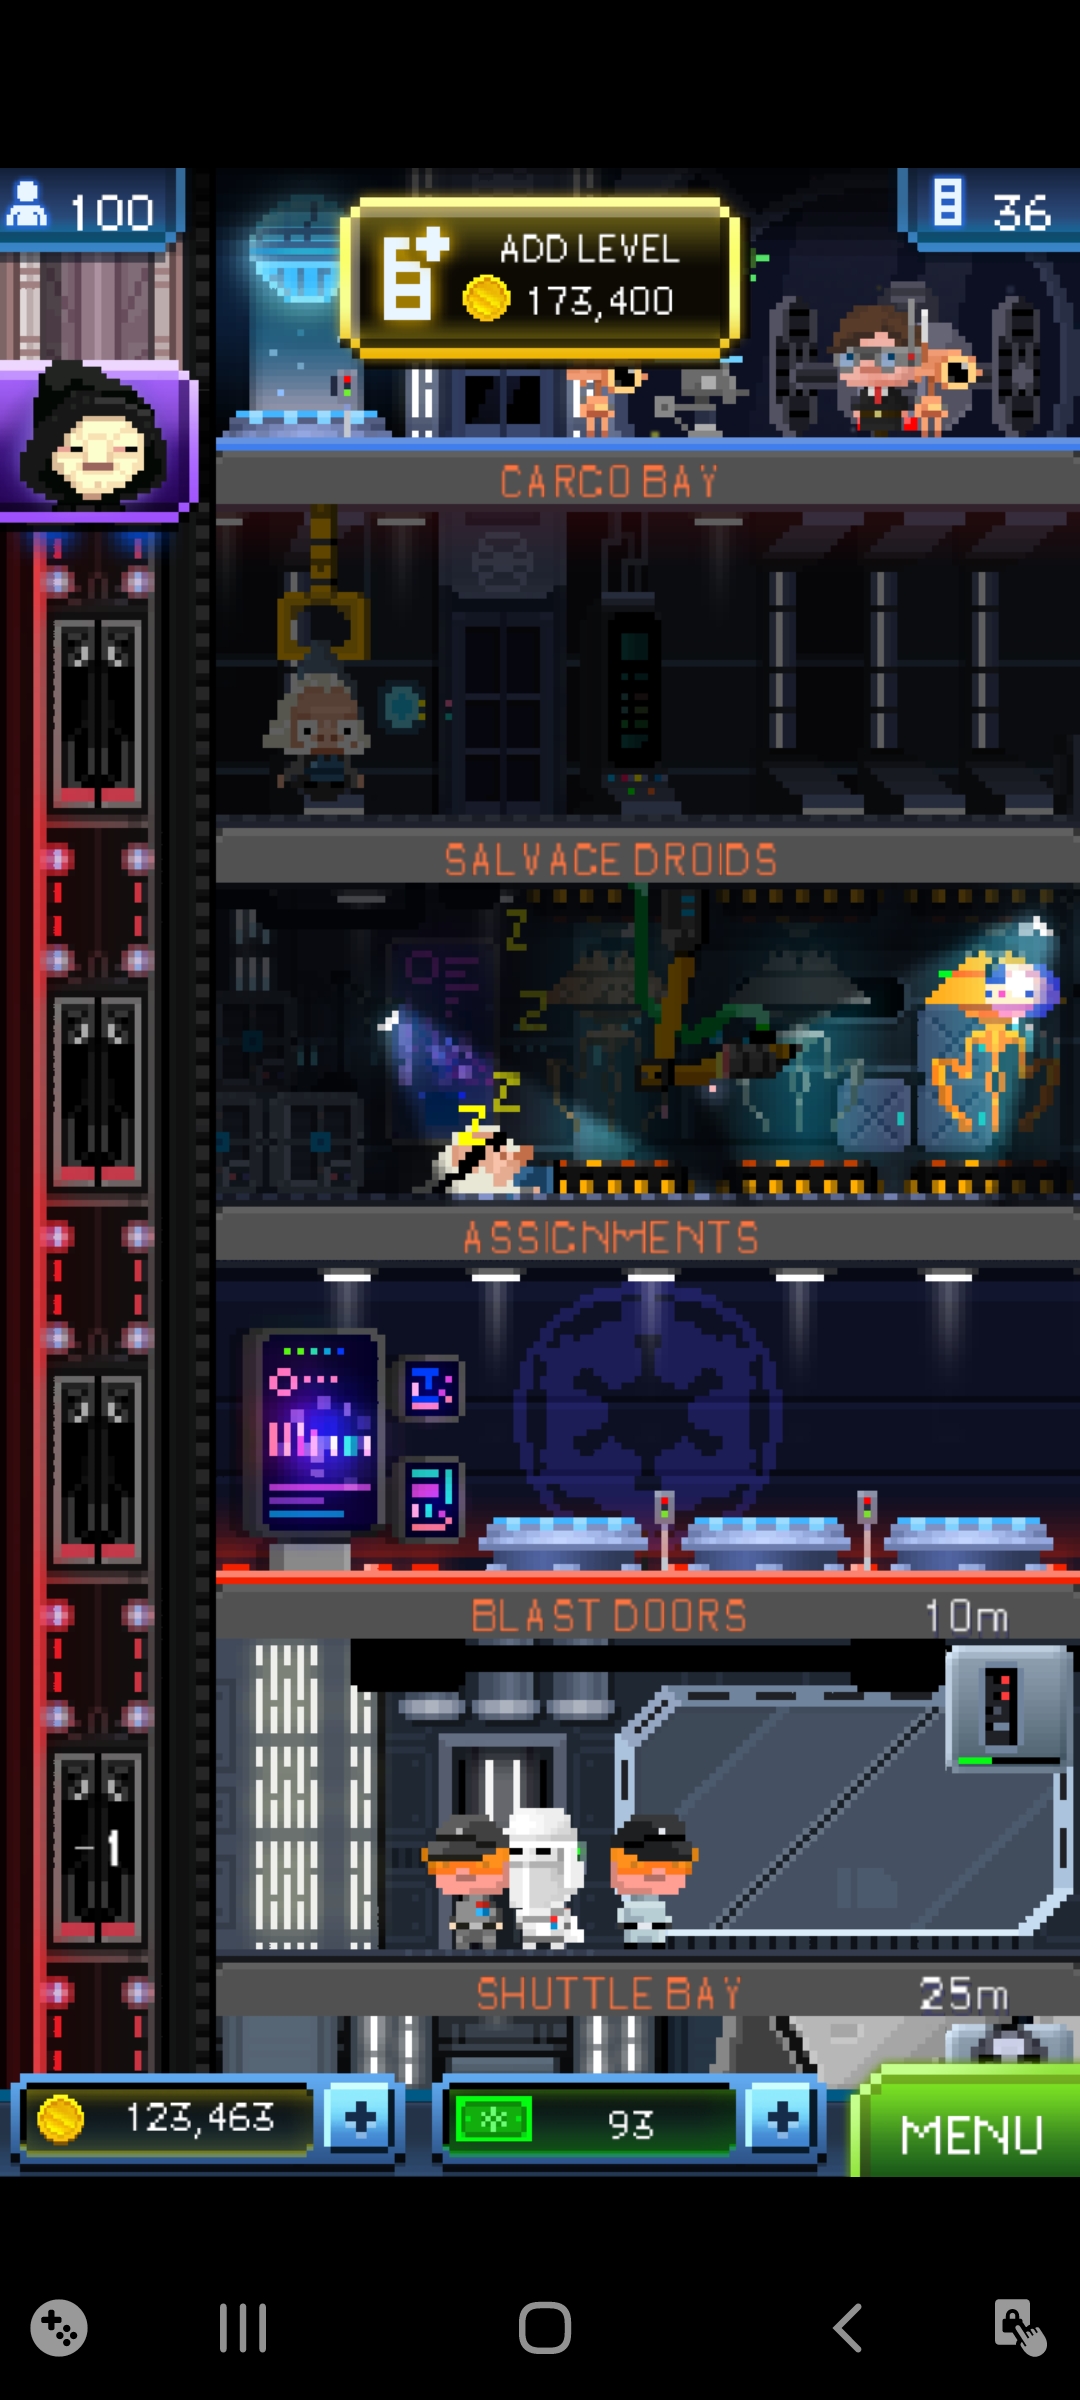 100
36
ADD LEVEL
173,400
CARGO BAY
SALVAGE DROIDS
Z
Z
Z
Z
ASSIGNMENTS
BLAST DOORS 10m
-1
SHUTTLE BAY 25m
123,463
93
MENU